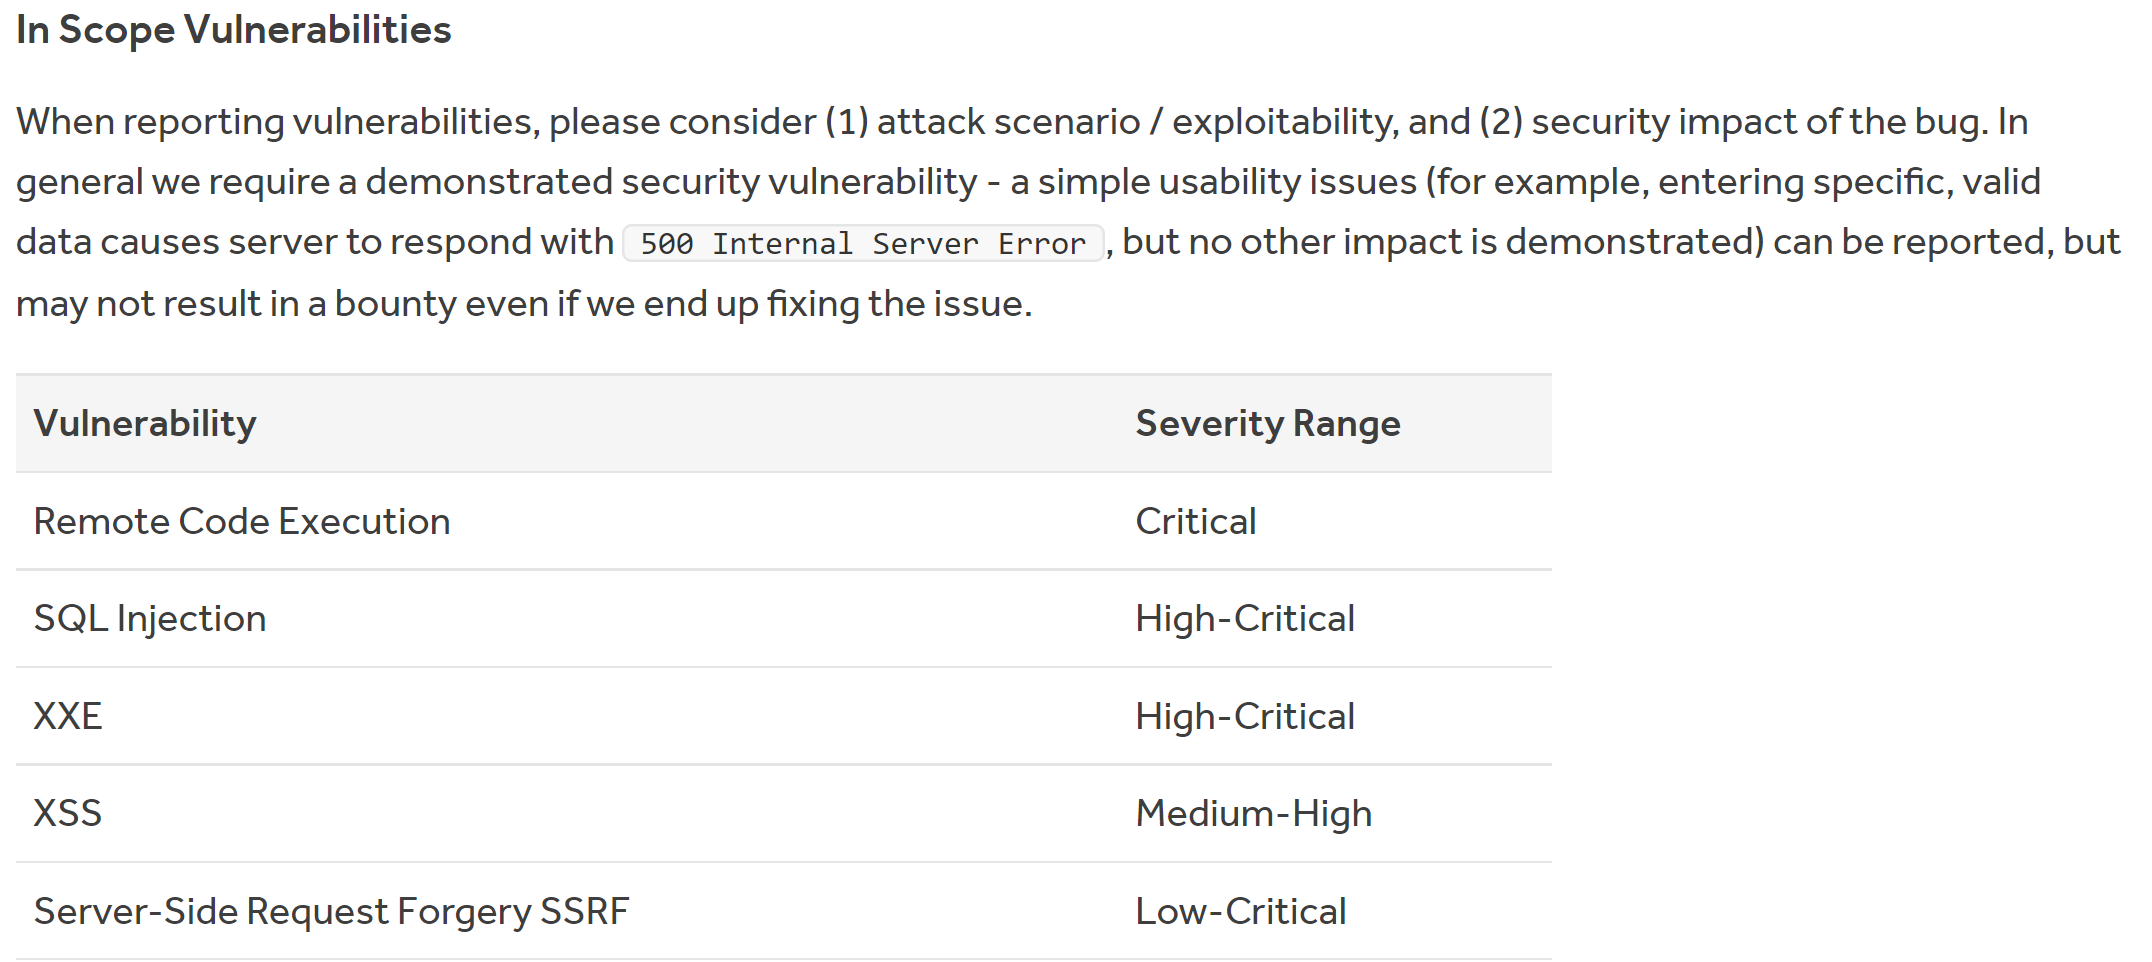 In Scope Vulnerabilities
When reporting vulnerabilities, please consider (1) attack scenario / exploitability, and (2) security impact of the bug. In
general we require a demonstrated security vulnerability - a simple usability issues (for example, entering specific, valid
data causes server to respond with 500 Internal Server Error, but no other impact is demonstrated) can be reported, but
may not result in a bounty even if we end up fixing the issue.
Vulnerability Severity Range
Remote Code Execution Critical
SQL Injection High-Critical
XXE High-Critical
XSS Medium-High
Server-Side Request Forgery SSRF Low-Critical